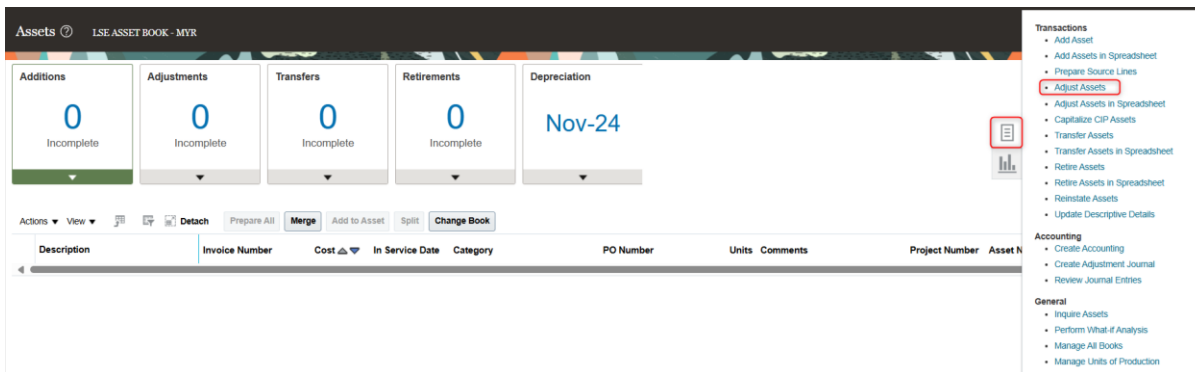 Assets LSE ASSET BOOK - MYR
Additions
0
Incomplete
Adjustments
0
Incomplete
Transfers
0
Incomplete
Retirements
0
Incomplete
Depreciation
Nov-24
Actions View Detach Prepare All Merge Add to Asset Split Change Book
Description Invoice Number Cost In Service Date Category PO Number Units Comments Project Number Asset N
Transactions
Add Asset
Add Assets in Spreadsheet
Prepare Source Lines
Adjust Assets
Adjust Assets in Spreadsheet
Capitalize CIP Assets
Transfer Assets
Transfer Assets in Spreadsheet
Retire Assets
Retire Assets in Spreadsheet
Reinstate Assets
Update Descriptive Details
Accounting
Create Accounting
Create Adjustment Journal
Review Journal Entries
General
Inquire Assets
Perform What-if Analysis
Manage All Books
Manage Units of Production